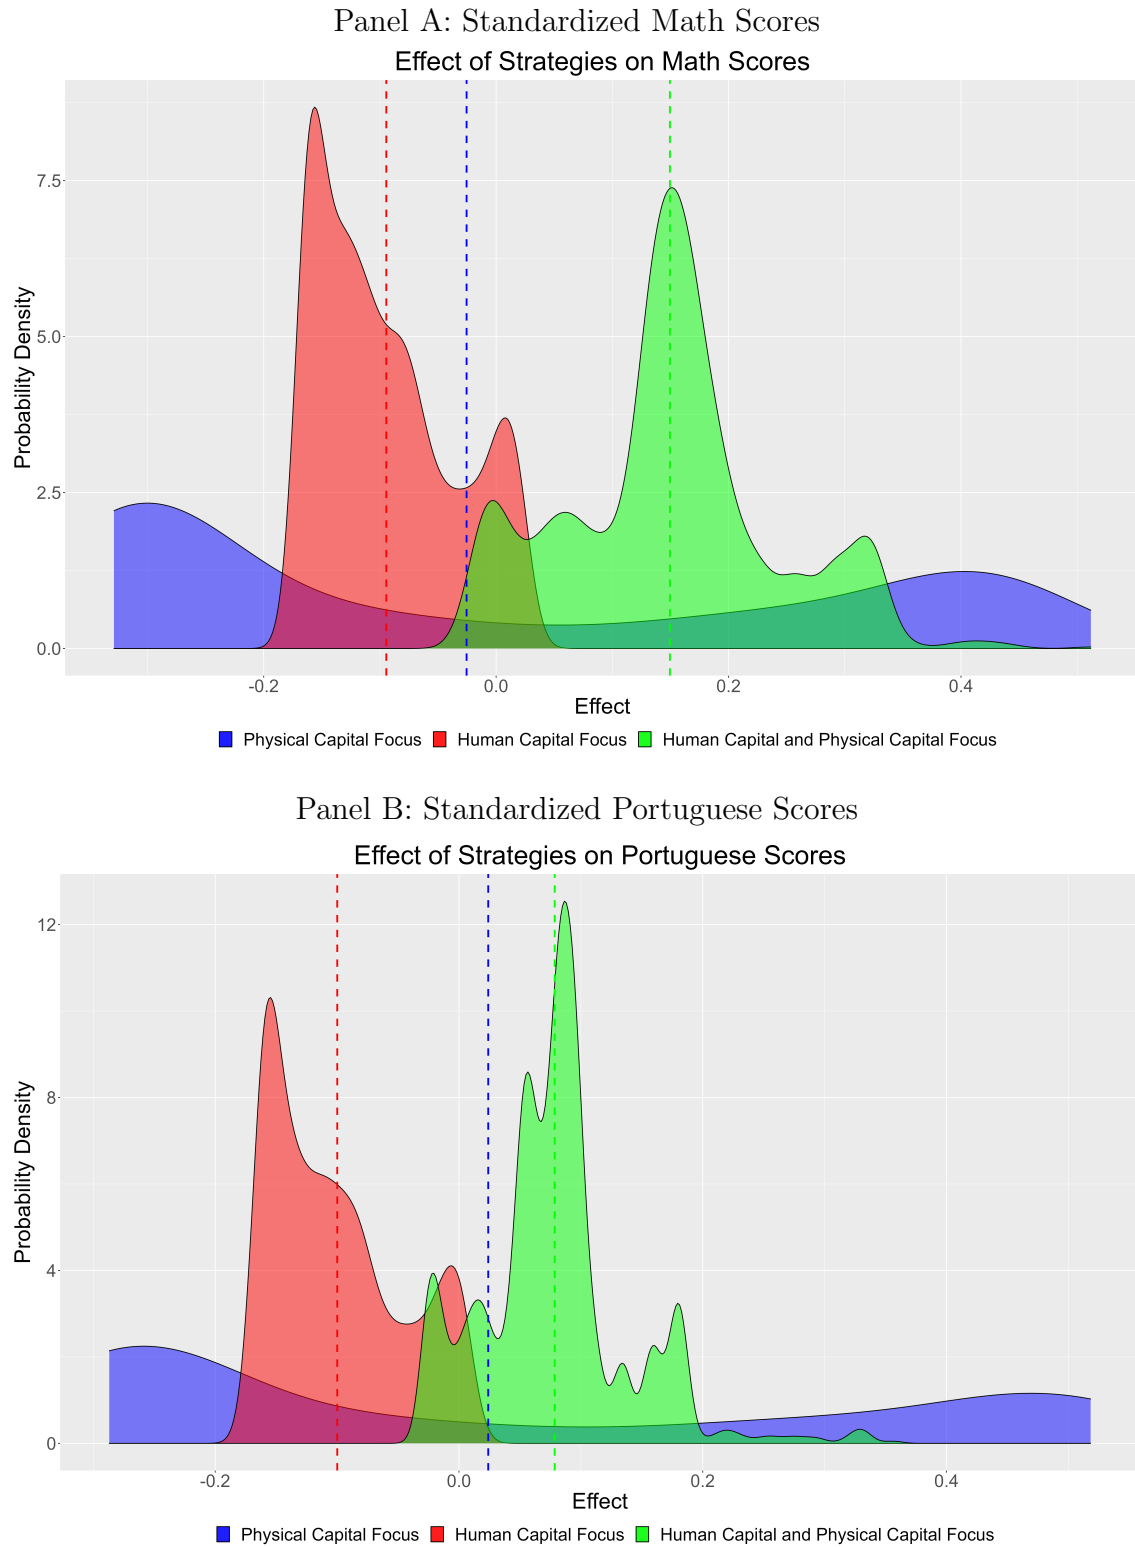 Panel A: Standardized Math Scores
Effect of Strategies on Math Scores
Probability Density
7.5
5.0
2.5
0.0
-0.2 0.0 0.2 0.4
Effect
Physical Capital Focus Human Capital Focus Human Capital and Physical Capital Focus
Panel B: Standardized Portuguese Scores
Effect of Strategies on Portuguese Scores
Probability Density
12
8
4
0
-0.2 0.0 0.2 0.4
Effect
Physical Capital Focus Human Capital Focus Human Capital and Physical Capital Focus